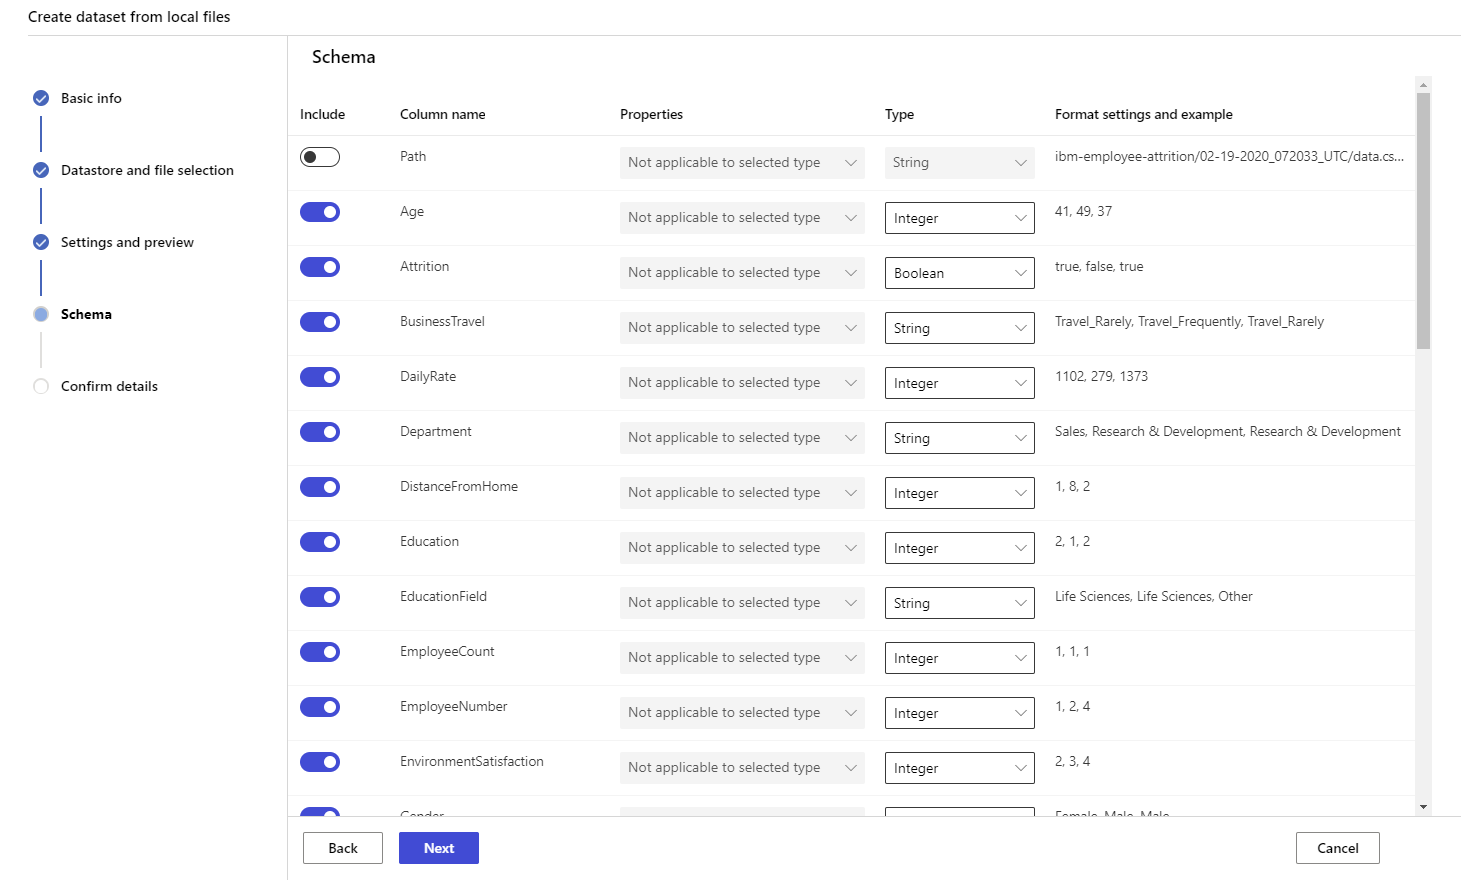 Create dataset from local files
Basic info
Datastore and file selection
Settings and preview
Schema
Confirm details
Schema
Include Column name Properties Type Format settings and example
Path Not applicable to selected type String ibm-employee-attrition/02-19-2020_072033_UTC/data.cs...
Age Not applicable to selected type Integer 41, 49, 37
Attrition Not applicable to selected type Boolean true, false, true
BusinessTravel Not applicable to selected type String Travel_Rarely, Travel_Frequently, Travel_Rarely
DailyRate Not applicable to selected type Integer 1102, 279, 1373
Department Not applicable to selected type String Sales, Research & Development, Research & Development
DistanceFromHome Not applicable to selected type Integer 1, 8, 2
Education Not applicable to selected type Integer 2, 1, 2
EducationField Not applicable to selected type String Life Sciences, Life Sciences, Other
EmployeeCount Not applicable to selected type Integer 1, 1, 1
EmployeeNumber Not applicable to selected type Integer 1, 2, 4
EnvironmentSatisfaction Not applicable to selected type Integer 2, 3, 4
Gender Female, Male, Male
Back Next Cancel